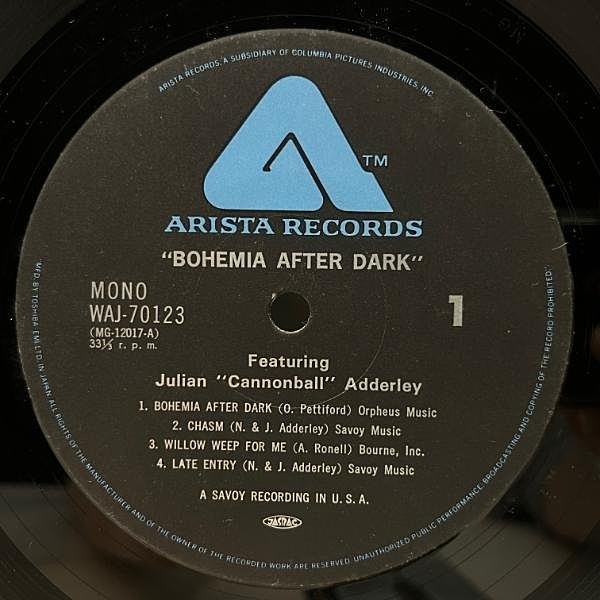 ARISTA RECORDS, A SUBSIDIARY OF COLUMBIA PICTURES INDUSTRIES, INC.
TM
ARISTA RECORDS
"BOHEMIA AFTER DARK"
MONO
WAJ-70123
(MG-12017-A)
33⅓ r. p. m.
1
Featuring
Julian "Cannonball" Adderley
1. BOHEMIA AFTER DARK (O. Pettiford) Orpheus Music
2. CHASM (N. & J. Adderley) Savoy Music
3. WILLOW WEEP FOR ME (A. Ronell) Bourne, Inc.
4. LATE ENTRY (N. & J. Adderley) Savoy Music
A SAVOY RECORDING IN U. S. A.
JASRAC
MFD. BY TOSHIBA EMI LTD. IN JAPAN. ALL RIGHTS OF THE MANUFACTURER AND OF THE OWNER OF THE RECORDED WORK ARE RESERVED. UNAUTHORIZED PUBLIC PERFORMANCE, BROADCASTING AND COPYING OF THE RECORD PROHIBITED.